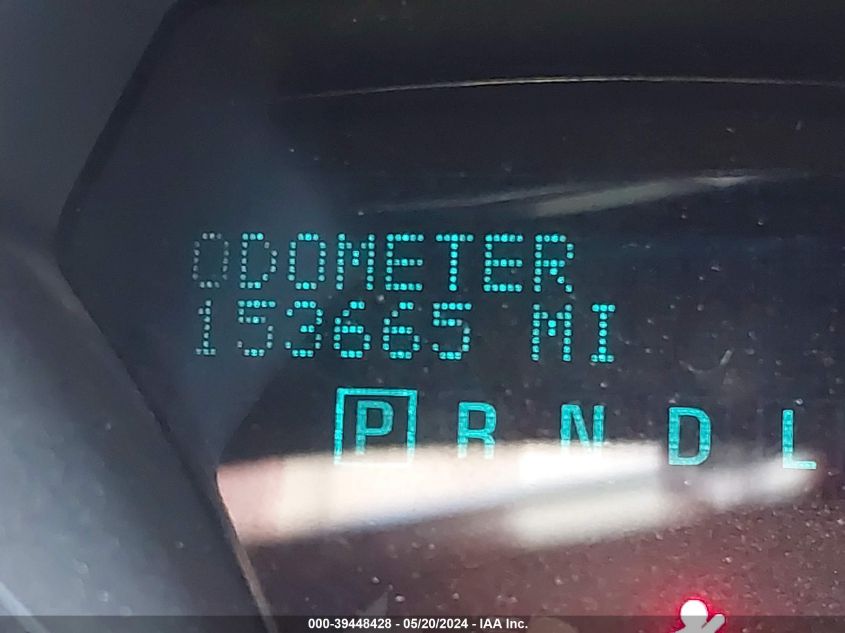 ODOMETER
153665 MI
P R N D L
000-39448428 - 05/20/2024 - IAA Inc.